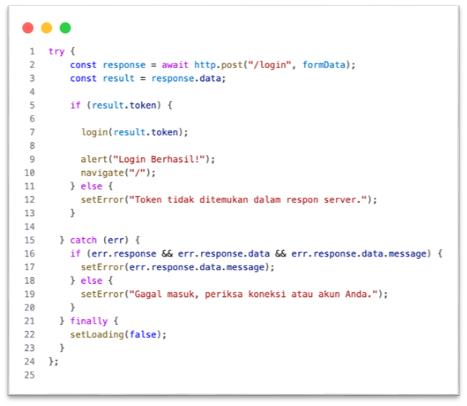 1 try {
2 const response = await http.post("/login", formData);
3 const result = response.data;
4
5 if (result.token) {
6
7 login(result.token);
8
9 alert("Login Berhasil!");
10 navigate("/");
11 } else {
12 setError("Token tidak ditemukan dalam respon server.");
13 }
14
15 } catch (err) {
16 if (err.response && err.response.data && err.response.data.message) {
17 setError(err.response.data.message);
18 } else {
19 setError("Gagal masuk, periksa koneksi atau akun Anda.");
20 }
21 } finally {
22 setLoading(false);
23 }
24 };
25